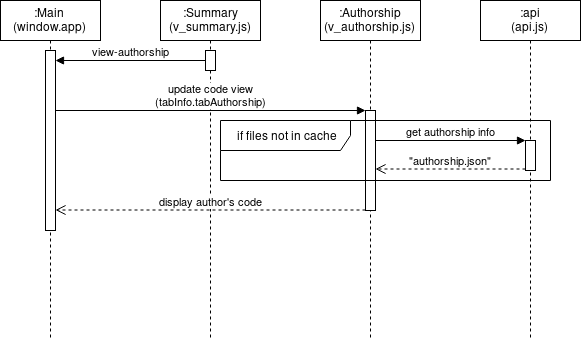 :Main
(window.app)
:Summary
(v_summary.js)
:Authorship
(v_authorship.js)
:api
(api.js)
view-authorship
update code view
(tabInfo.tabAuthorship)
if files not in cache
get authorship info
"authorship.json"
display author's code